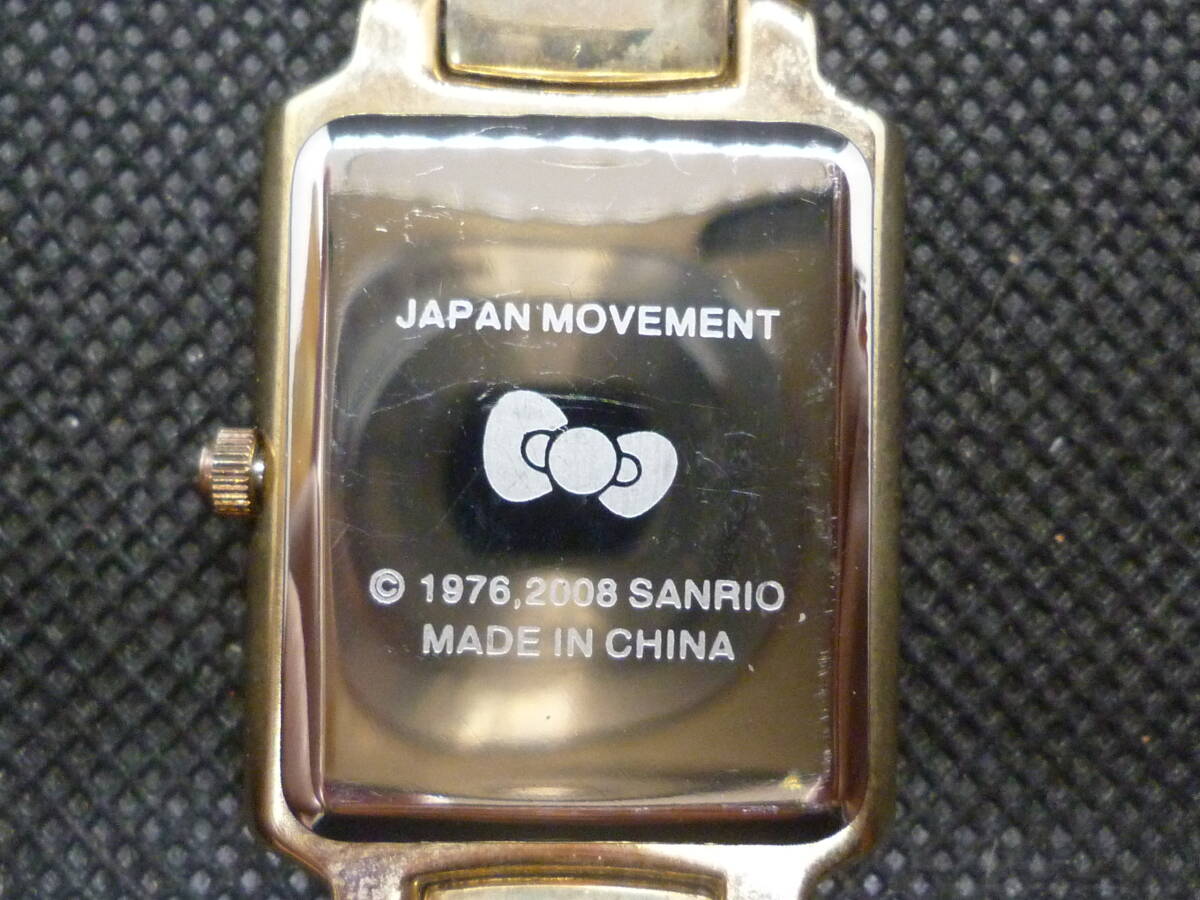 JAPAN MOVEMENT
© 1976,2008 SANRIO
MADE IN CHINA